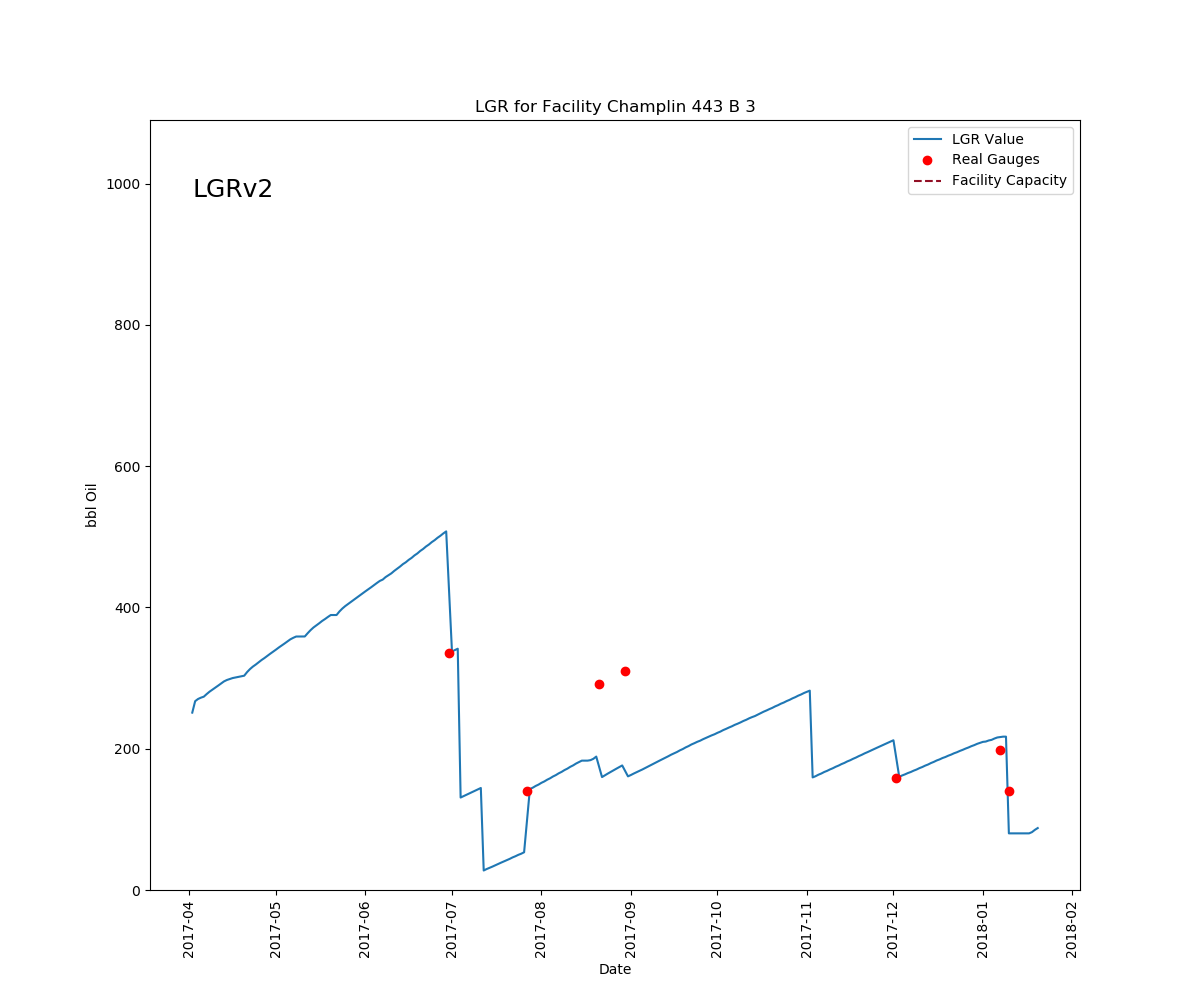 LGR for Facility Champlin 443 B 3
LGR Value
Real Gauges
Facility Capacity
LGRv2
1000
800
600
400
200
0
bbl Oil
2017-04
2017-05
2017-06
2017-07
2017-08
2017-09
2017-10
2017-11
2017-12
2018-01
2018-02
Date